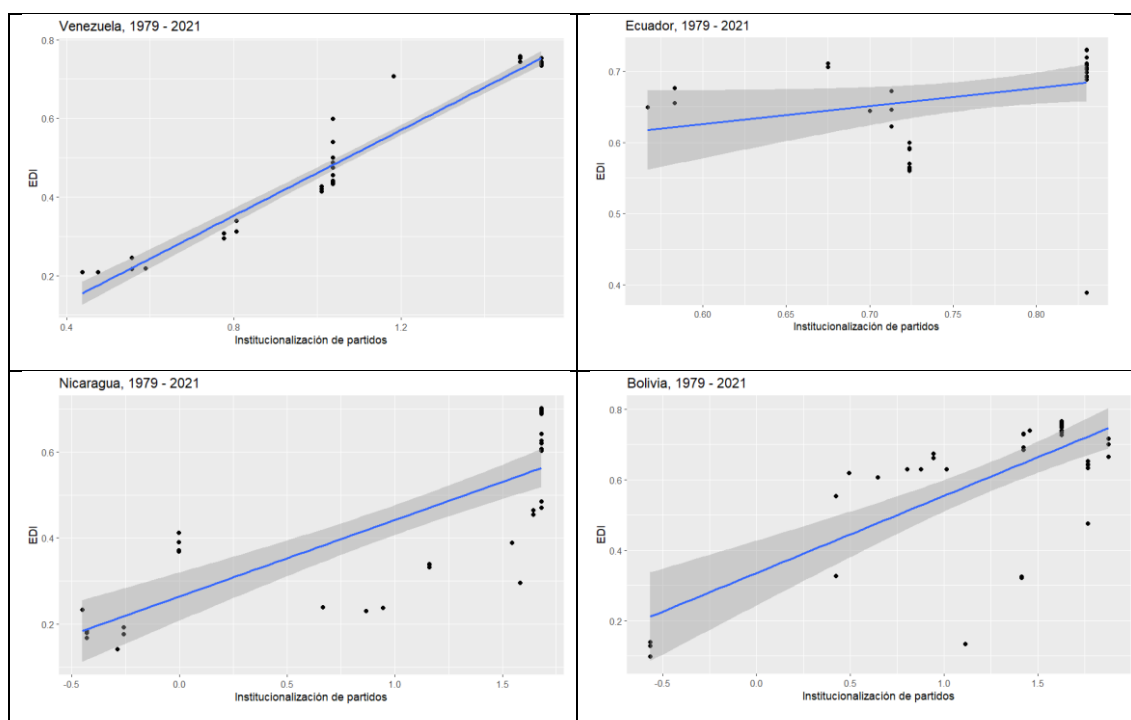 Venezuela, 1979 - 2021
0.8
0.6
EDI
0.4
0.2
0.4
0.8
1.2
Institucionalización de partidos
Ecuador, 1979 - 2021
0.7
0.6
EDI
0.5
0.4
0.60
0.65
0.70
0.75
0.80
Institucionalización de partidos
Nicaragua, 1979 - 2021
0.6
EDI
0.4
0.2
-0.5
0.0
0.5
1.0
1.5
Institucionalización de partidos
Bolivia, 1979 - 2021
0.8
0.6
EDI
0.4
0.2
-0.5
0.0
0.5
1.0
1.5
Institucionalización de partidos